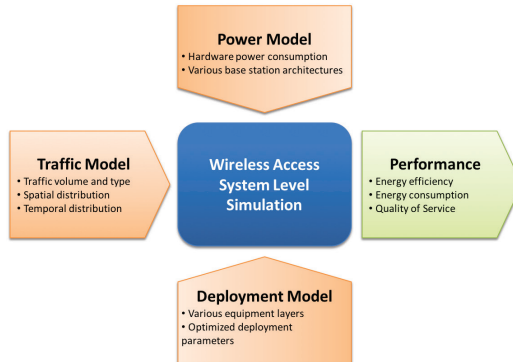 Power Model
• Hardware power consumption
• Various base station architectures
Traffic Model
• Traffic volume and type
• Spatial distribution
• Temporal distribution
Wireless Access
System Level
Simulation
Performance
• Energy efficiency
• Energy consumption
• Quality of Service
Deployment Model
• Various equipment layers
• Optimized deployment
parameters